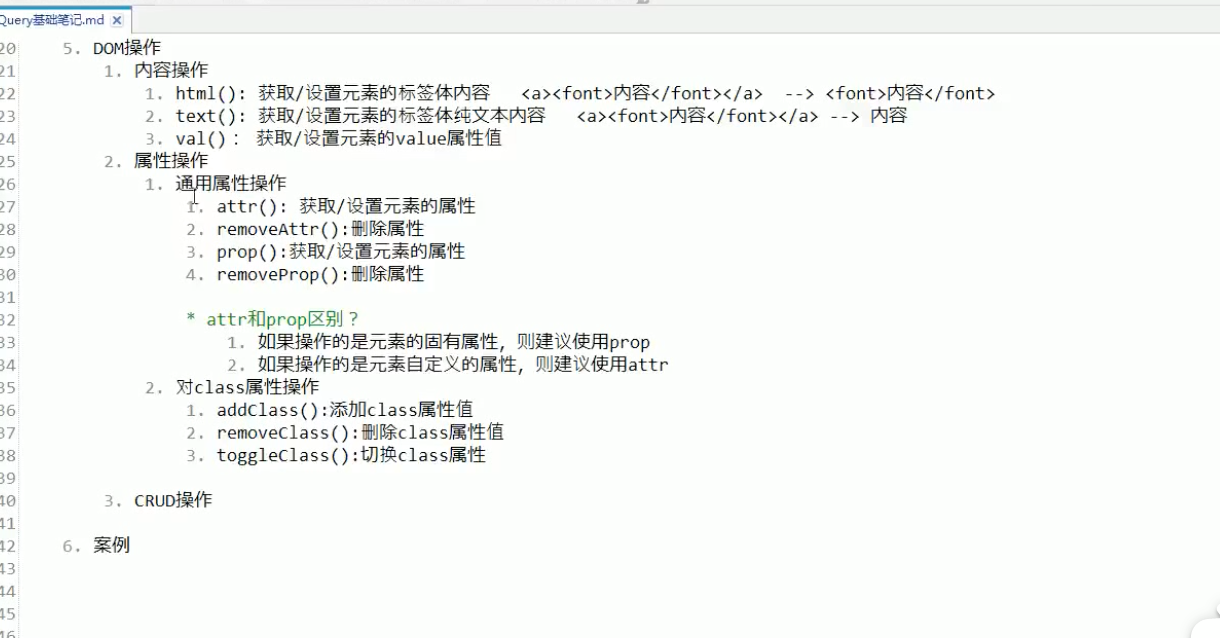 Query基础笔记.md ×
20 5. DOM操作
21 1. 内容操作
22 1. html(): 获取/设置元素的标签体内容 <a><font>内容</font></a> --> <font>内容</font>
23 2. text(): 获取/设置元素的标签体纯文本内容 <a><font>内容</font></a> --> 内容
24 3. val(): 获取/设置元素的value属性值
25 2. 属性操作
26 1. 通用属性操作
27 1. attr(): 获取/设置元素的属性
28 2. removeAttr():删除属性
29 3. prop():获取/设置元素的属性
30 4. removeProp():删除属性
31
32 * attr和prop区别？
33 1. 如果操作的是元素的固有属性，则建议使用prop
34 2. 如果操作的是元素自定义的属性，则建议使用attr
35 2. 对class属性操作
36 1. addClass():添加class属性值
37 2. removeClass():删除class属性值
38 3. toggleClass():切换class属性
39
40 3. CRUD操作
41
42 6. 案例
43
44
45
46